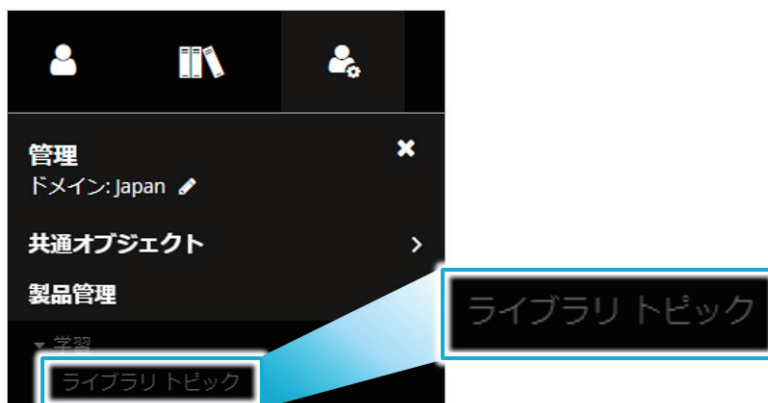 管理
ドメイン: Japan
共通オブジェクト
製品管理
学習
ライブラリ トピック
ライブラリ トピック